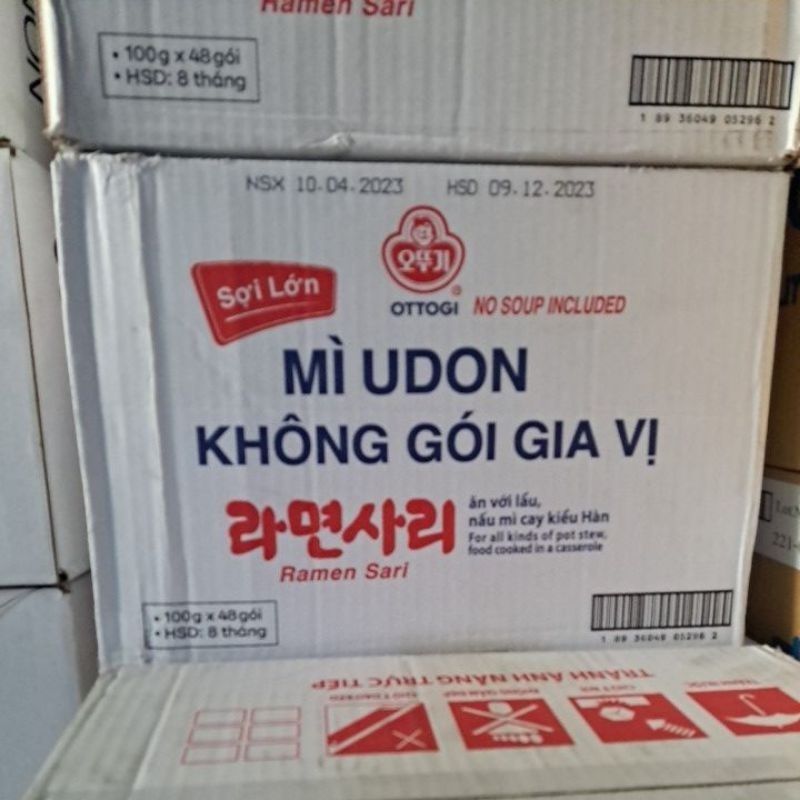 Ramen Sari
• 100g x 48 gói
• HSD: 8 tháng
1 89 36049 05296 2
NSX 10.04.2023 HSD 09.12.2023
오뚜기
OTTOGI
NO SOUP INCLUDED
Sợi Lớn
MÌ UDON
KHÔNG GÓI GIA VỊ
라면사리
Ramen Sari
ăn với lẩu,
nấu mì cay kiểu Hàn
For all kinds of pot stew,
food cooked in a casserole
• 100g x 48 gói
• HSD: 8 tháng
1 89 36049 05296 2
TRÁNH ÁNH NẮNG TRỰC TIẾP